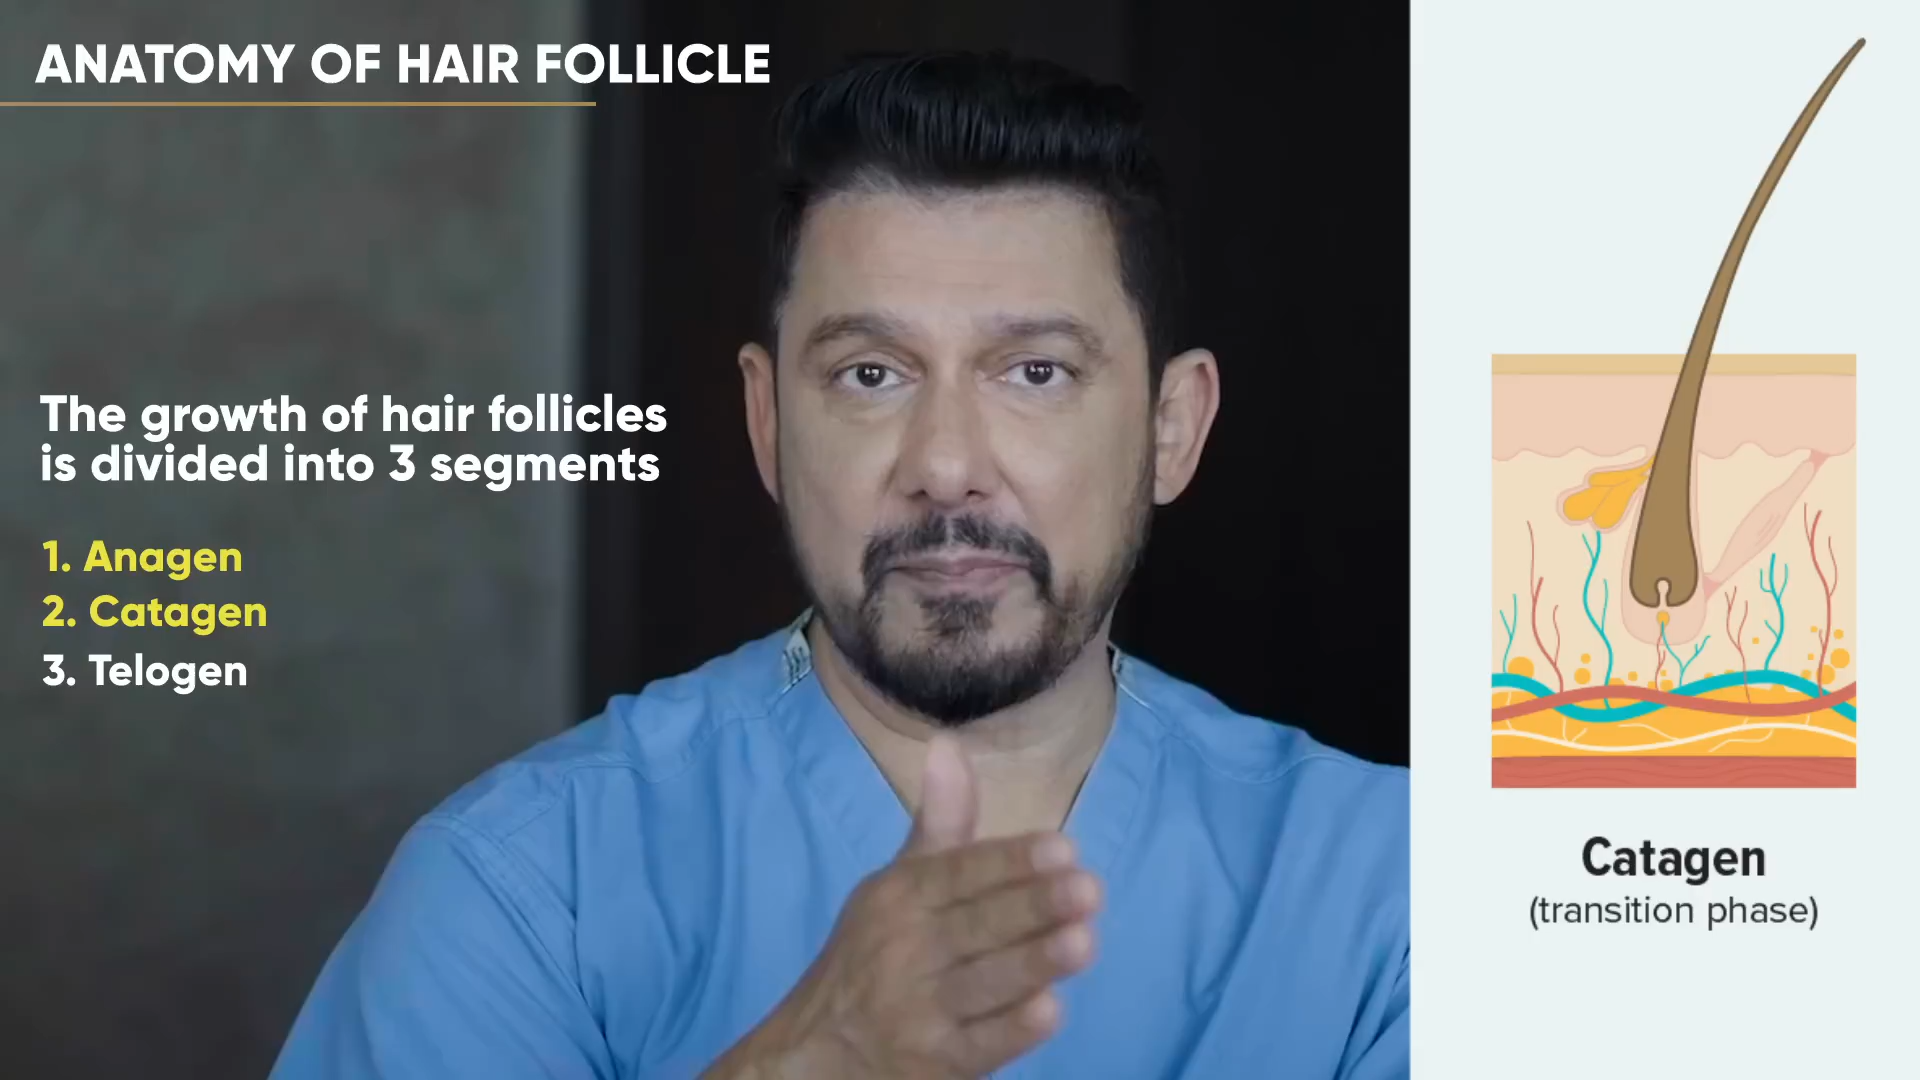 ANATOMY OF HAIR FOLLICLE
The growth of hair follicles
is divided into 3 segments
1. Anagen
2. Catagen
3. Telogen
Catagen
(transition phase)